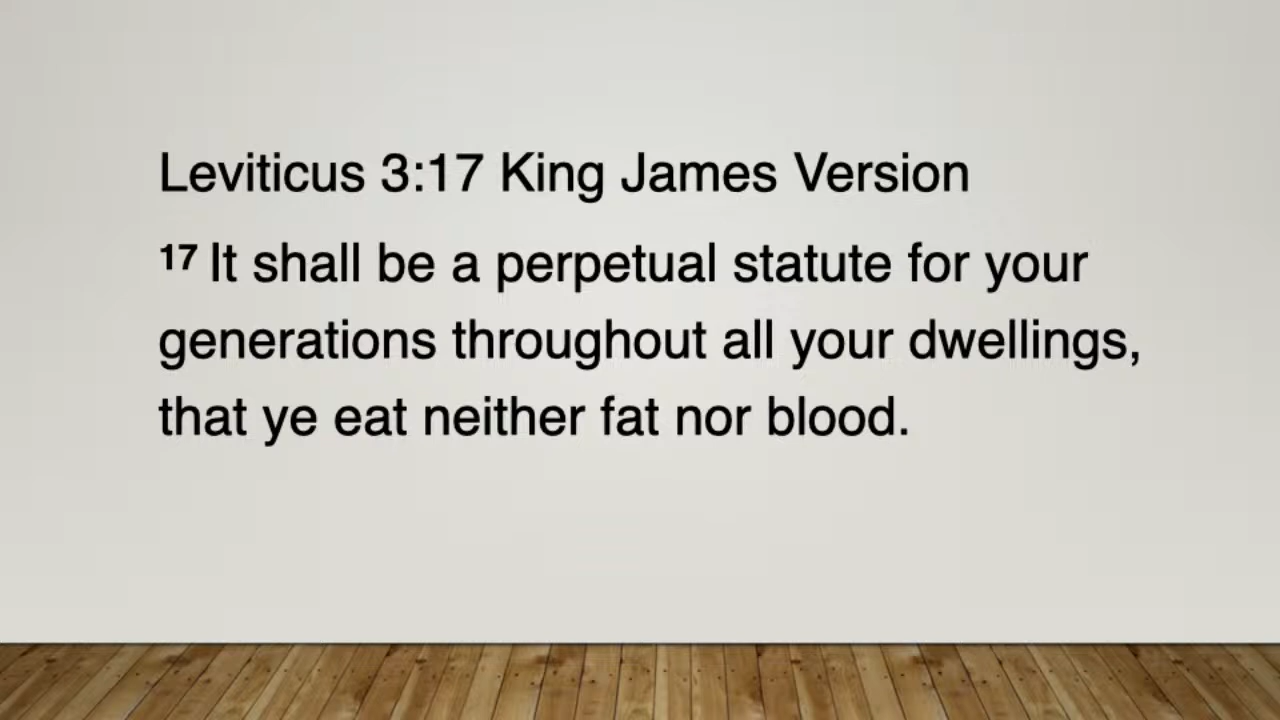 Leviticus 3:17 King James Version
17 It shall be a perpetual statute for your
generations throughout all your dwellings,
that ye eat neither fat nor blood.